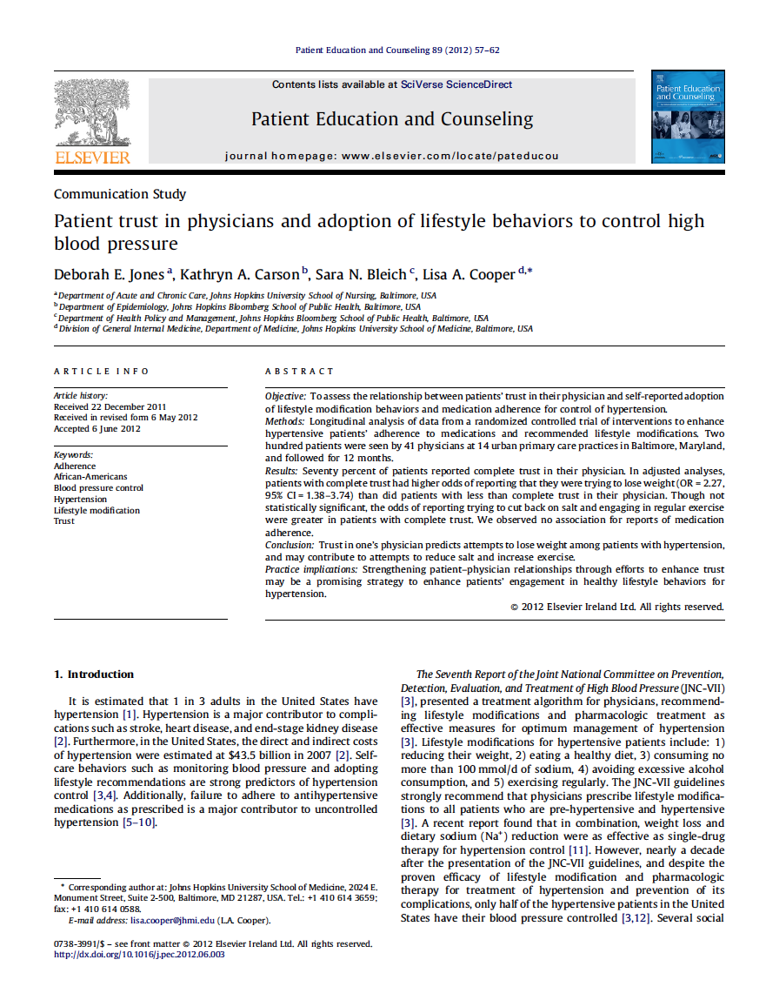 Patient Education and Counseling 89 (2012) 57–62
Contents lists available at SciVerse ScienceDirect
Patient Education and Counseling
journal homepage: www.elsevier.com/locate/pateducou
ELSEVIER
Patient Education
and Counseling
Communication Study
Patient trust in physicians and adoption of lifestyle behaviors to control high
blood pressure
Deborah E. Jones a, Kathryn A. Carson b, Sara N. Bleich c, Lisa A. Cooper d,*
a Department of Acute and Chronic Care, Johns Hopkins University School of Nursing, Baltimore, USA
b Department of Epidemiology, Johns Hopkins Bloomberg School of Public Health, Baltimore, USA
c Department of Health Policy and Management, Johns Hopkins Bloomberg School of Public Health, Baltimore, USA
d Division of General Internal Medicine, Department of Medicine, Johns Hopkins University School of Medicine, Baltimore, USA
ARTICLE INFO
Article history:
Received 22 December 2011
Received in revised form 6 May 2012
Accepted 6 June 2012
Keywords:
Adherence
African-Americans
Blood pressure control
Hypertension
Lifestyle modification
Trust
ABSTRACT
Objective: To assess the relationship between patients' trust in their physician and self-reported adoption
of lifestyle modification behaviors and medication adherence for control of hypertension.
Methods: Longitudinal analysis of data from a randomized controlled trial of interventions to enhance
hypertensive patients' adherence to medications and recommended lifestyle modifications. Two
hundred patients were seen by 41 physicians at 14 urban primary care practices in Baltimore, Maryland,
and followed for 12 months.
Results: Seventy percent of patients reported complete trust in their physician. In adjusted analyses,
patients with complete trust had higher odds of reporting that they were trying to lose weight (OR = 2.27,
95% CI = 1.38–3.74) than did patients with less than complete trust in their physician. Though not
statistically significant, the odds of reporting trying to cut back on salt and engaging in regular exercise
were greater in patients with complete trust. We observed no association for reports of medication
adherence.
Conclusion: Trust in one's physician predicts attempts to lose weight among patients with hypertension,
and may contribute to attempts to reduce salt and increase exercise.
Practice implications: Strengthening patient–physician relationships through efforts to enhance trust
may be a promising strategy to enhance patients' engagement in healthy lifestyle behaviors for
hypertension.
© 2012 Elsevier Ireland Ltd. All rights reserved.
1. Introduction
It is estimated that 1 in 3 adults in the United States have
hypertension [1]. Hypertension is a major contributor to compli-
cations such as stroke, heart disease, and end-stage kidney disease
[2]. Furthermore, in the United States, the direct and indirect costs
of hypertension were estimated at $43.5 billion in 2007 [2]. Self-
care behaviors such as monitoring blood pressure and adopting
lifestyle recommendations are strong predictors of hypertension
control [3,4]. Additionally, failure to adhere to antihypertensive
medications as prescribed is a major contributor to uncontrolled
hypertension [5–10].
* Corresponding author at: Johns Hopkins University School of Medicine, 2024 E.
Monument Street, Suite 2-500, Baltimore, MD 21287, USA. Tel.: +1 410 614 3659;
fax: +1 410 614 0588.
E-mail address: lisa.cooper@jhmi.edu (L.A. Cooper).
The Seventh Report of the Joint National Committee on Prevention,
Detection, Evaluation, and Treatment of High Blood Pressure (JNC-VII)
[3], presented a treatment algorithm for physicians, recommend-
ing lifestyle modifications and pharmacologic treatment as
effective measures for optimum management of hypertension
[3]. Lifestyle modifications for hypertensive patients include: 1)
reducing their weight, 2) eating a healthy diet, 3) consuming no
more than 100 mmol/d of sodium, 4) avoiding excessive alcohol
consumption, and 5) exercising regularly. The JNC-VII guidelines
strongly recommend that physicians prescribe lifestyle modifica-
tions to all patients who are pre-hypertensive and hypertensive
[3]. A recent report found that in combination, weight loss and
dietary sodium (Na+) reduction were as effective as single-drug
therapy for hypertension control [11]. However, nearly a decade
after the presentation of the JNC-VII guidelines, and despite the
proven efficacy of lifestyle modification and pharmacologic
therapy for treatment of hypertension and prevention of its
complications, only half of the hypertensive patients in the United
States have their blood pressure controlled [3,12]. Several social
0738-3991/$ – see front matter © 2012 Elsevier Ireland Ltd. All rights reserved.
http://dx.doi.org/10.1016/j.pec.2012.06.003